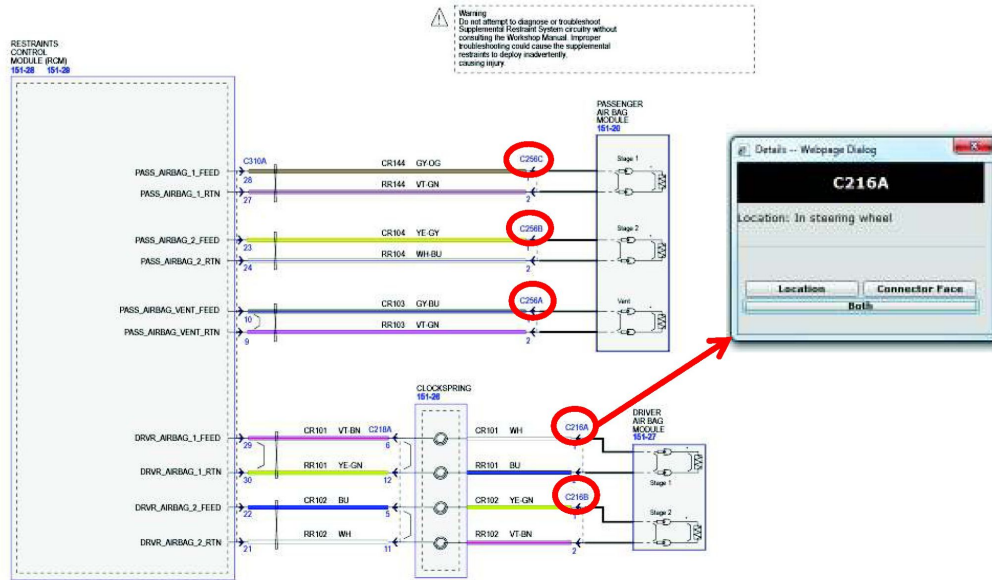 Warning
Do not attempt to diagnose or troubleshoot
Supplemental Restraint System circuitry without
consulting the Workshop Manual. Improper
troubleshooting could cause the supplemental
restraints to deploy inadvertently,
causing injury.
RESTRAINTS
CONTROL
MODULE (RCM)
151-28 151-29
PASSENGER
AIR BAG
MODULE
151-20
C310A
CR144 GY-OG
C256C
Stage 1
PASS_AIRBAG_1_FEED
28
PASS_AIRBAG_1_RTN
27
RR144 VT-GN
2
CR104 YE-GY
C256B
Stage 2
PASS_AIRBAG_2_FEED
23
PASS_AIRBAG_2_RTN
24
RR104 WH-BU
2
CR103 GY-BU
C256A
Vent
PASS_AIRBAG_VENT_FEED
10
PASS_AIRBAG_VENT_RTN
9
RR103 VT-GN
2
CLOCKSPRING
151-26
DRIVER
AIR BAG
MODULE
151-27
DRVR_AIRBAG_1_FEED
29
CR101 VT-BN C218A
6
CR101 WH
C216A
DRVR_AIRBAG_1_RTN
30
RR101 YE-GN
12
RR101 BU
Stage 1
DRVR_AIRBAG_2_FEED
22
CR102 BU
5
CR102 YE-GN
C216B
Stage 2
DRVR_AIRBAG_2_RTN
21
RR102 WH
11
RR102 VT-BN
2
Details -- Webpage Dialog
C216A
Location: In steering wheel
Location Connector Face
Both